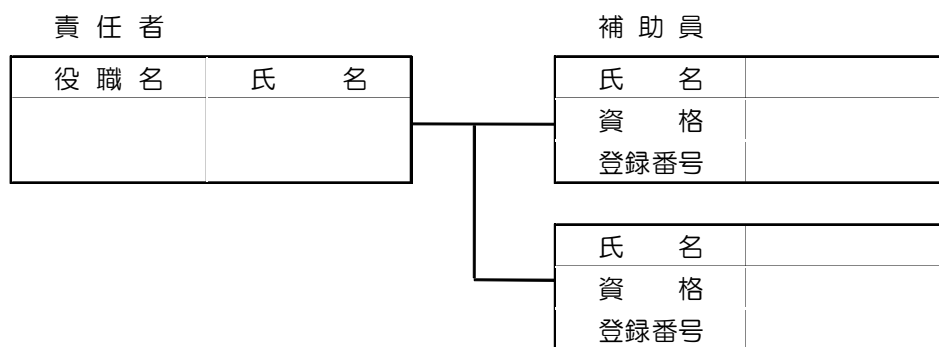 責任者
補助員
役職名 氏名
氏名
資格
登録番号
氏名
資格
登録番号